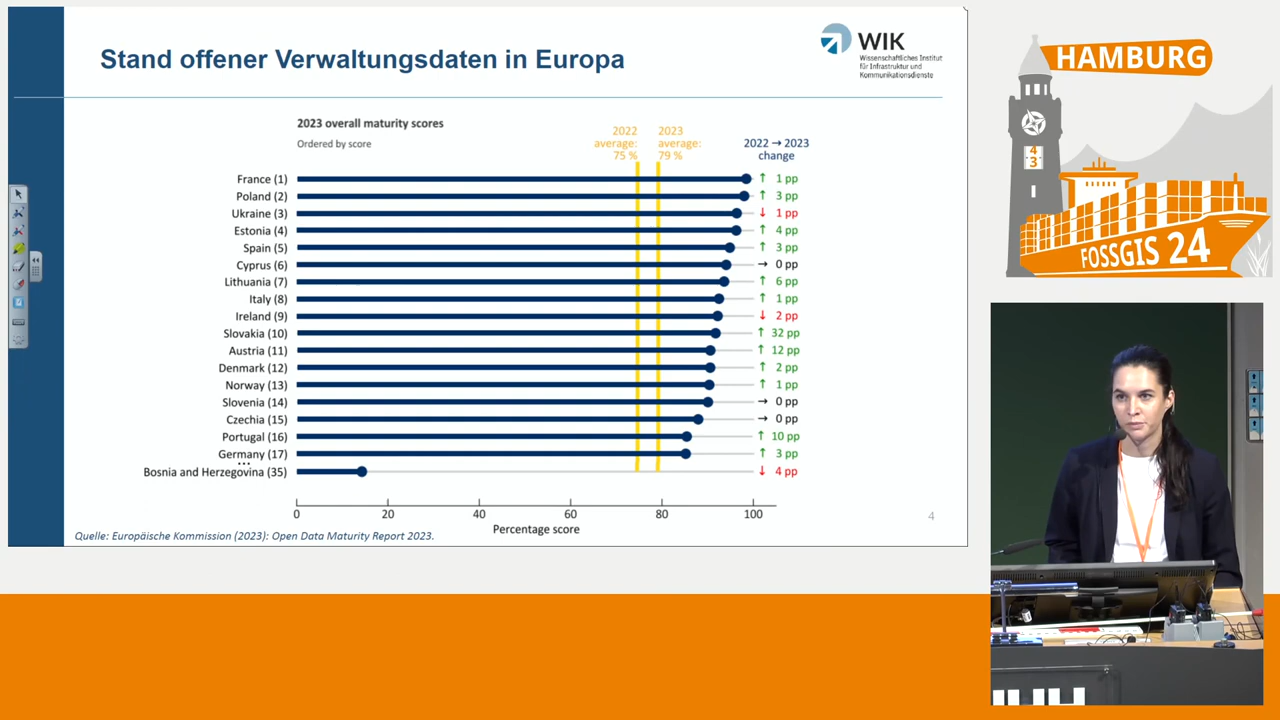 Stand offener Verwaltungsdaten in Europa
WIK
Wissenschaftliches Institut
für Infrastruktur und
Kommunikationsdienste
2023 overall maturity scores
Ordered by score
2022
average:
75 %
2023
average:
79 %
2022 → 2023
change
France (1) ↑ 1 pp
Poland (2) ↑ 3 pp
Ukraine (3) ↓ 1 pp
Estonia (4) ↑ 4 pp
Spain (5) ↑ 3 pp
Cyprus (6) → 0 pp
Lithuania (7) ↑ 6 pp
Italy (8) ↑ 1 pp
Ireland (9) ↓ 2 pp
Slovakia (10) ↑ 32 pp
Austria (11) ↑ 12 pp
Denmark (12) ↑ 2 pp
Norway (13) ↑ 1 pp
Slovenia (14) → 0 pp
Czechia (15) → 0 pp
Portugal (16) ↑ 10 pp
Germany (17) ↑ 3 pp
...
Bosnia and Herzegovina (35) ↓ 4 pp
0 20 40 60 80 100
Percentage score
4
Quelle: Europäische Kommission (2023): Open Data Maturity Report 2023.
HAMBURG
4
3
FOSSGIS 24